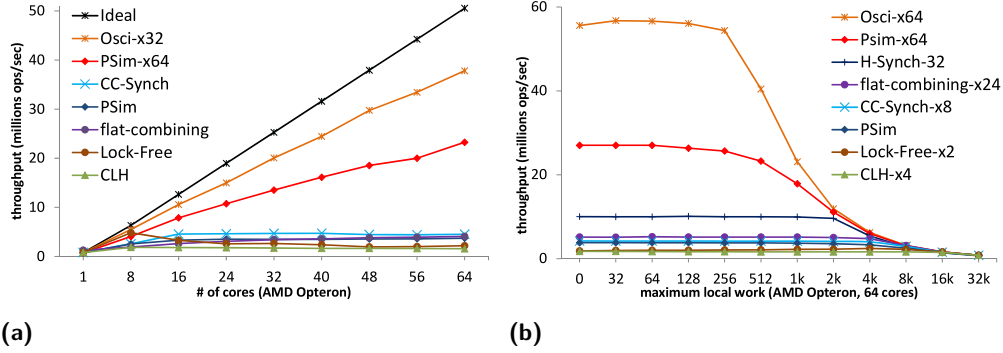 throughput (millions ops/sec)
50
40
30
20
10
0
Ideal
Osci-x32
PSim-x64
CC-Synch
PSim
flat-combining
Lock-Free
CLH
1 8 16 24 32 40 48 56 64
# of cores (AMD Opteron)
(a)
throughput (millions ops/sec)
60
40
20
0
Osci-x64
Psim-x64
H-Synch-32
flat-combining-x24
CC-Synch-x8
PSim
Lock-Free-x2
CLH-x4
0 32 64 128 256 512 1k 2k 4k 8k 16k 32k
maximum local work (AMD Opteron, 64 cores)
(b)